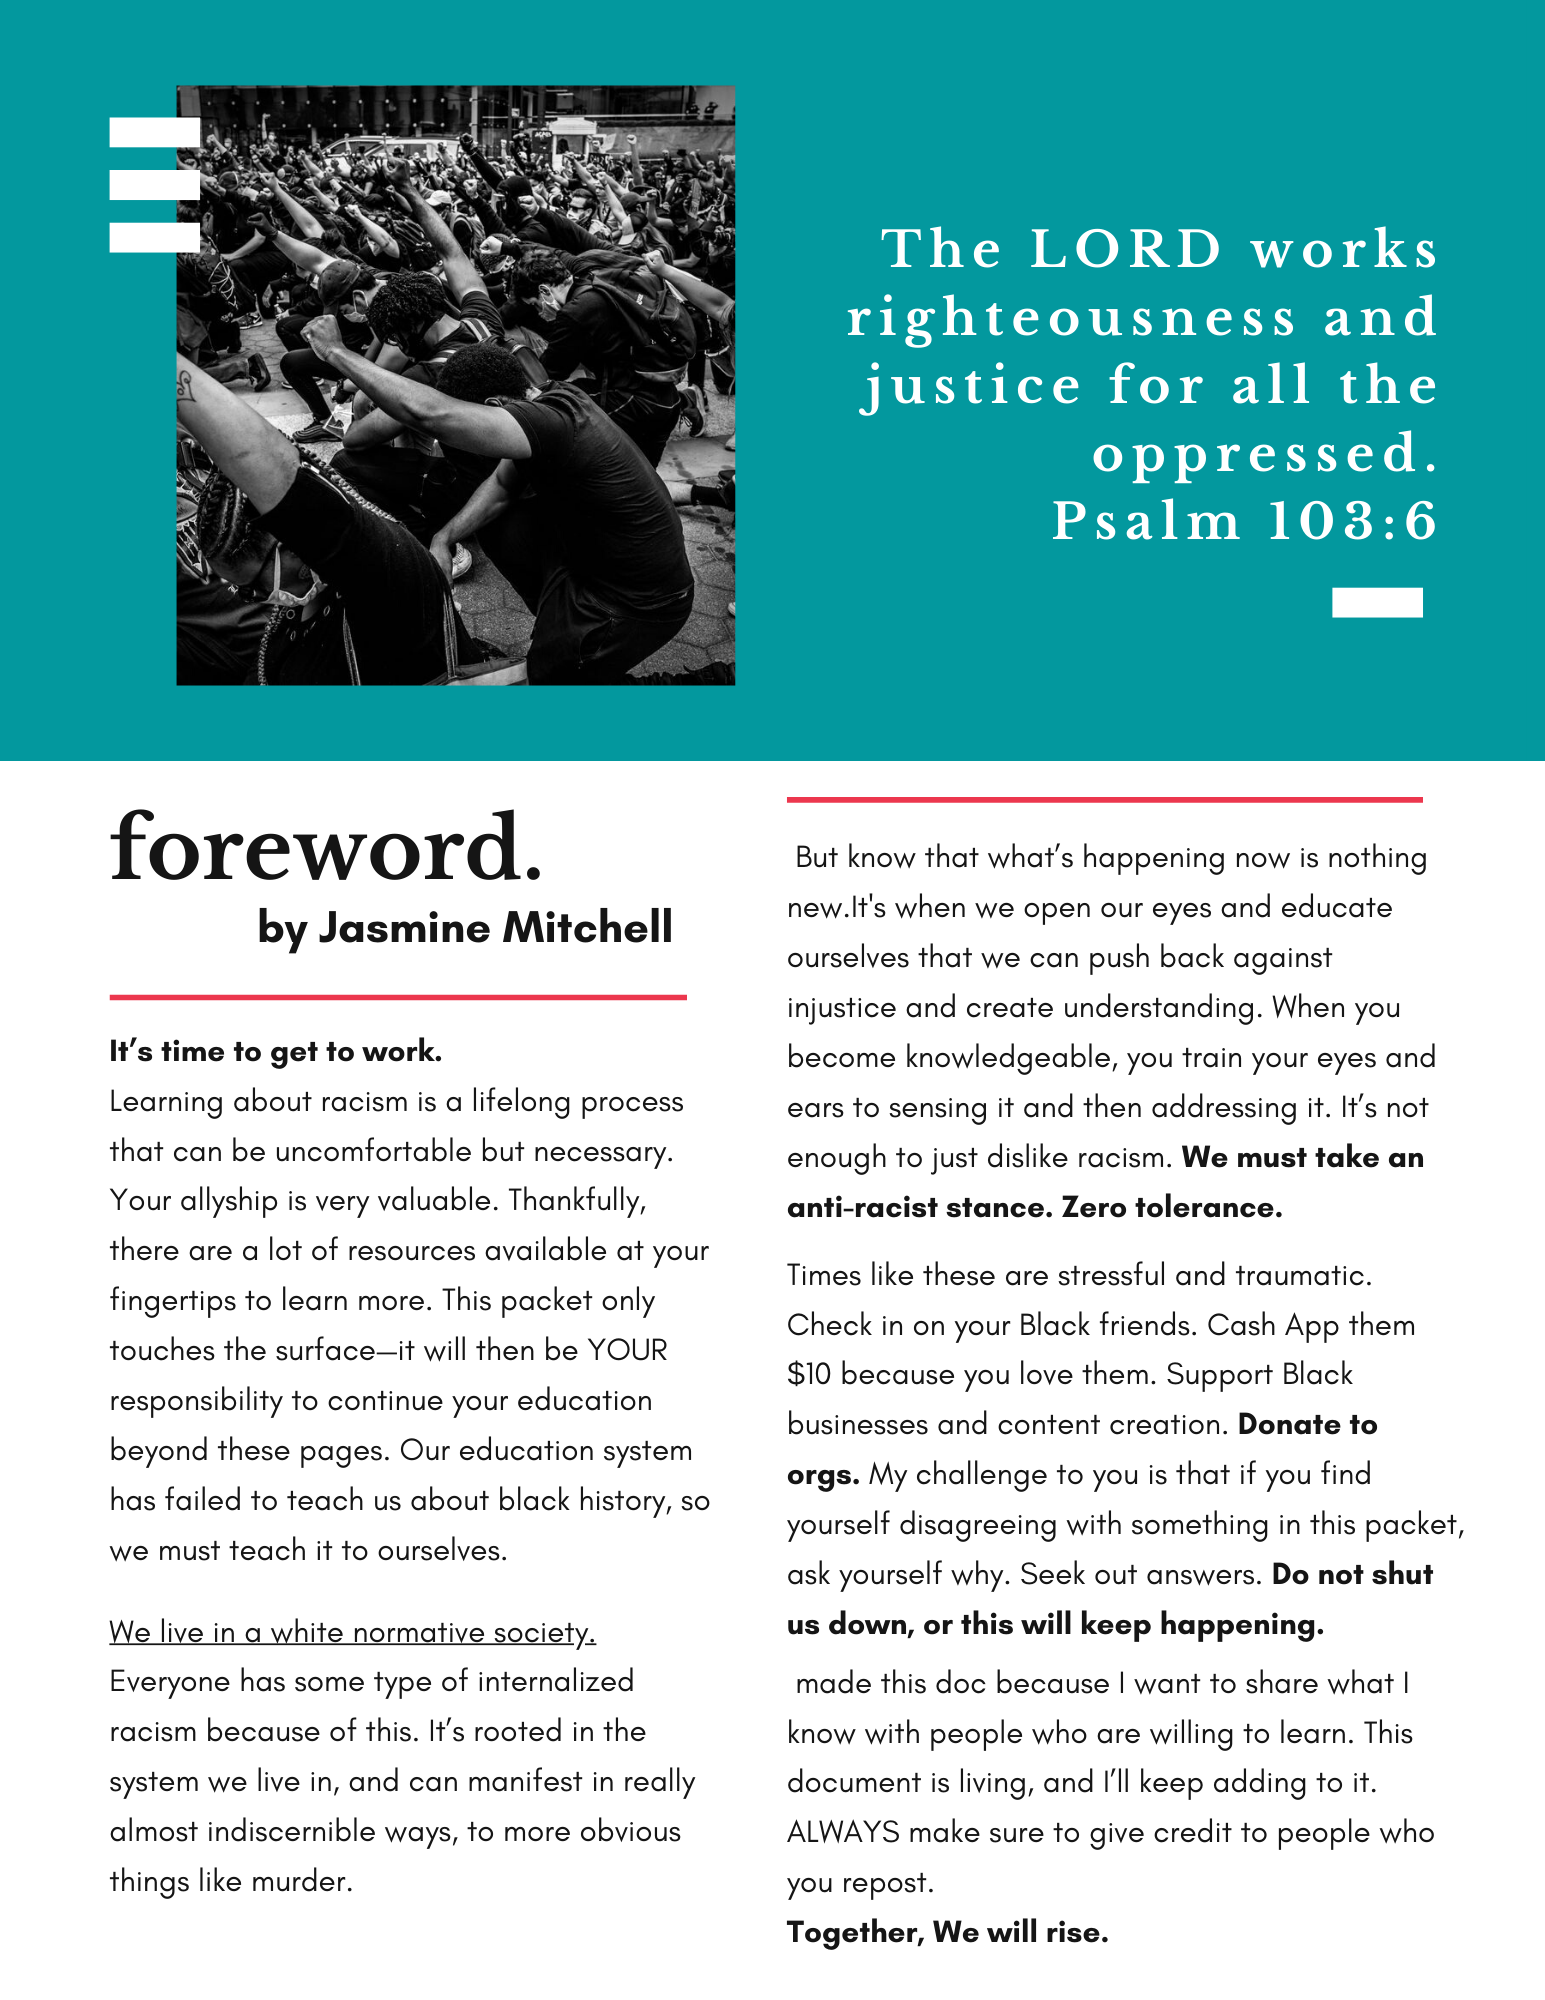 The LORD works
righteousness and
justice for all the
oppressed.
Psalm 103:6
foreword.
by Jasmine Mitchell
It’s time to get to work.
Learning about racism is a lifelong process
that can be uncomfortable but necessary.
Your allyship is very valuable. Thankfully,
there are a lot of resources available at your
fingertips to learn more. This packet only
touches the surface—it will then be YOUR
responsibility to continue your education
beyond these pages. Our education system
has failed to teach us about black history, so
we must teach it to ourselves.
We live in a white normative society.
Everyone has some type of internalized
racism because of this. It’s rooted in the
system we live in, and can manifest in really
almost indiscernible ways, to more obvious
things like murder.
But know that what’s happening now is nothing
new.It's when we open our eyes and educate
ourselves that we can push back against
injustice and create understanding. When you
become knowledgeable, you train your eyes and
ears to sensing it and then addressing it. It’s not
enough to just dislike racism. We must take an
anti-racist stance. Zero tolerance.
Times like these are stressful and traumatic.
Check in on your Black friends. Cash App them
$10 because you love them. Support Black
businesses and content creation. Donate to
orgs. My challenge to you is that if you find
yourself disagreeing with something in this packet,
ask yourself why. Seek out answers. Do not shut
us down, or this will keep happening.
made this doc because I want to share what I
know with people who are willing to learn. This
document is living, and I’ll keep adding to it.
ALWAYS make sure to give credit to people who
you repost.
Together, We will rise.